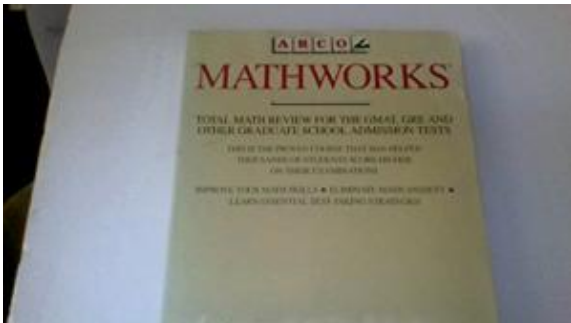 ARCO
MATHWORKS
TOTAL MATH REVIEW FOR THE GMAT, GRE AND
OTHER GRADUATE SCHOOL ADMISSION TESTS
THIS IS THE PROVEN COURSE THAT HAS HELPED
THOUSANDS OF STUDENTS SCORE HIGHER
ON THEIR EXAMINATIONS
IMPROVE YOUR MATH SKILLS • ELIMINATE MATH ANXIETY •
LEARN ESSENTIAL TEST-TAKING STRATEGIES